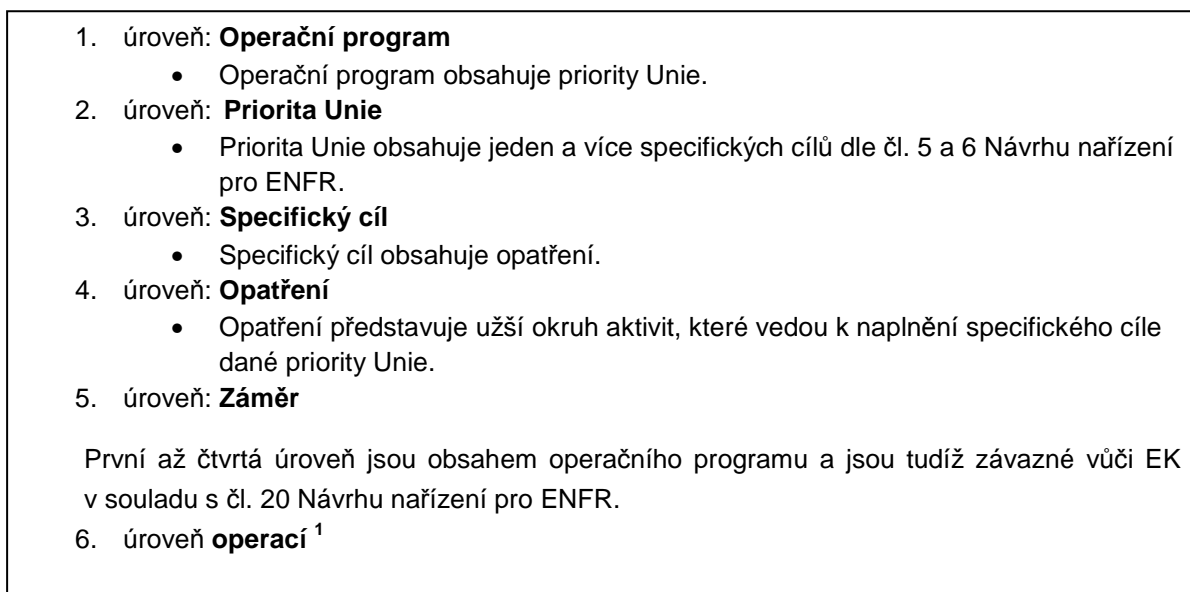 1. úroveň: Operační program
• Operační program obsahuje priority Unie.
2. úroveň: Priorita Unie
• Priorita Unie obsahuje jeden a více specifických cílů dle čl. 5 a 6 Návrhu nařízení
pro ENFR.
3. úroveň: Specifický cíl
• Specifický cíl obsahuje opatření.
4. úroveň: Opatření
• Opatření představuje užší okruh aktivit, které vedou k naplnění specifického cíle
dané priority Unie.
5. úroveň: Záměr
První až čtvrtá úroveň jsou obsahem operačního programu a jsou tudíž závazné vůči EK
v souladu s čl. 20 Návrhu nařízení pro ENFR.
6. úroveň operací 1